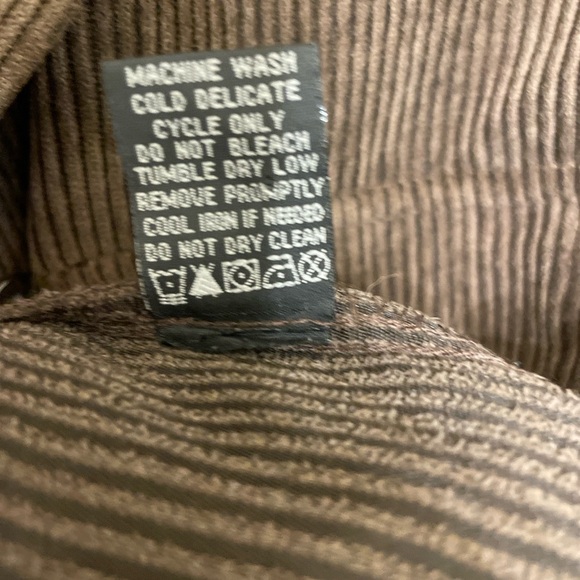 MACHINE WASH
COLD DELICATE
CYCLE ONLY
DO NOT BLEACH
TUMBLE DRY LOW
REMOVE PROMPTLY
COOL IRON IF NEEDED
DO NOT DRY CLEAN